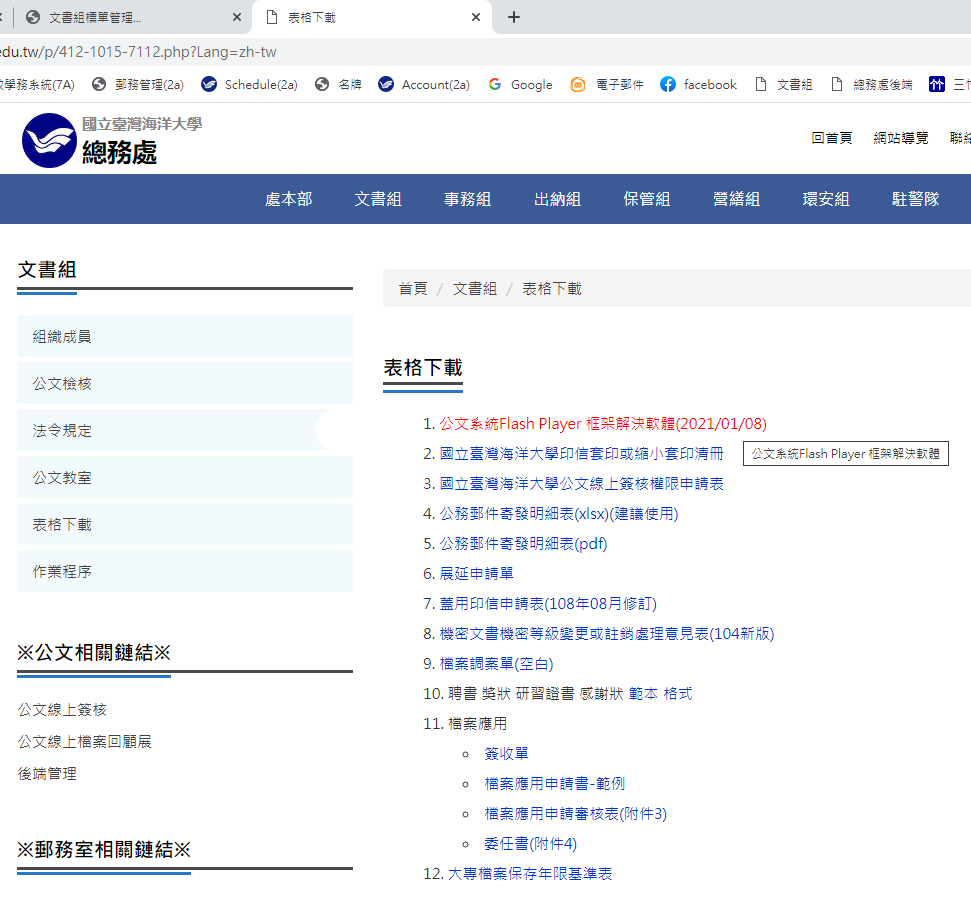 文書組標單管理...
表格下載
edu.tw/p/412-1015-7112.php?Lang=zh-tw
學務系統(7A) 郵務管理(2a) Schedule(2a) 名牌 Account(2a) Google 電子郵件 facebook 文書組 總務處後端 三竹
國立臺灣海洋大學
總務處
回首頁 網站導覽 聯絡
處本部 文書組 事務組 出納組 保管組 營繕組 環安組 駐警隊
文書組
組織成員
公文檢核
法令規定
公文教室
表格下載
作業程序
※公文相關鏈結※
公文線上簽核
公文線上檔案回顧展
後端管理
※郵務室相關鏈結※
首頁 / 文書組 / 表格下載
表格下載
1. 公文系統Flash Player 框架解決軟體(2021/01/08)
2. 國立臺灣海洋大學印信套印或縮小套印清冊
公文系統Flash Player 框架解決軟體
3. 國立臺灣海洋大學公文線上簽核權限申請表
4. 公務郵件寄發明細表(xlsx)(建議使用)
5. 公務郵件寄發明細表(pdf)
6. 展延申請單
7. 蓋用印信申請表(108年08月修訂)
8. 機密文書機密等級變更或註銷處理意見表(104新版)
9. 檔案調案單(空白)
10. 聘書 獎狀 研習證書 感謝狀 範本 格式
11. 檔案應用
簽收單
檔案應用申請書-範例
檔案應用申請審核表(附件3)
委任書(附件4)
12. 大專檔案保存年限基準表